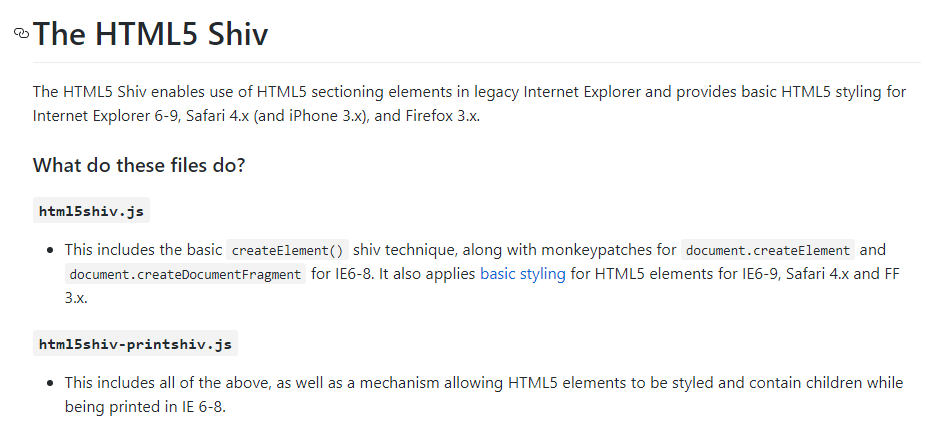 The HTML5 Shiv
The HTML5 Shiv enables use of HTML5 sectioning elements in legacy Internet Explorer and provides basic HTML5 styling for
Internet Explorer 6-9, Safari 4.x (and iPhone 3.x), and Firefox 3.x.
What do these files do?
html5shiv.js
This includes the basic createElement() shiv technique, along with monkeypatches for document.createElement and
document.createDocumentFragment for IE6-8. It also applies basic styling for HTML5 elements for IE6-9, Safari 4.x and FF
3.x.
html5shiv-printshiv.js
This includes all of the above, as well as a mechanism allowing HTML5 elements to be styled and contain children while
being printed in IE 6-8.